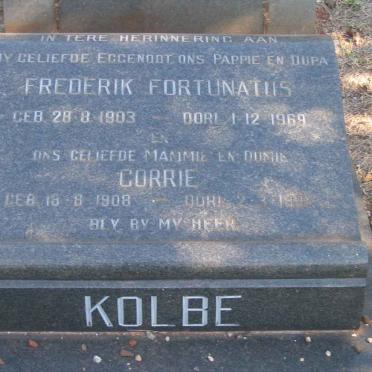 IN TERE HERINNERING AAN
MY GELIEFDE EGGENOOT ONS PAPPIE EN OUPA
FREDERIK FORTUNATUS
GEB. 28·8·1903 — OORL. 1·12·1969
EN
ONS GELIEFDE MAMMIE EN OUMIE
CORRIE
GEB. 13·8·1908 — OORL.
BLY BY MY HEER
KOLBE